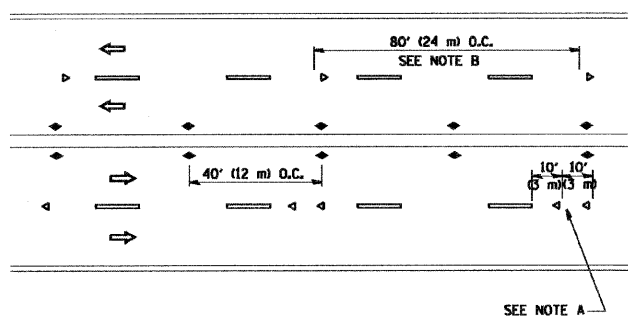 80' (24 m) O.C.
SEE NOTE B
40' (12 m) O.C.
10' 10'
(3 m) (3 m)
SEE NOTE A